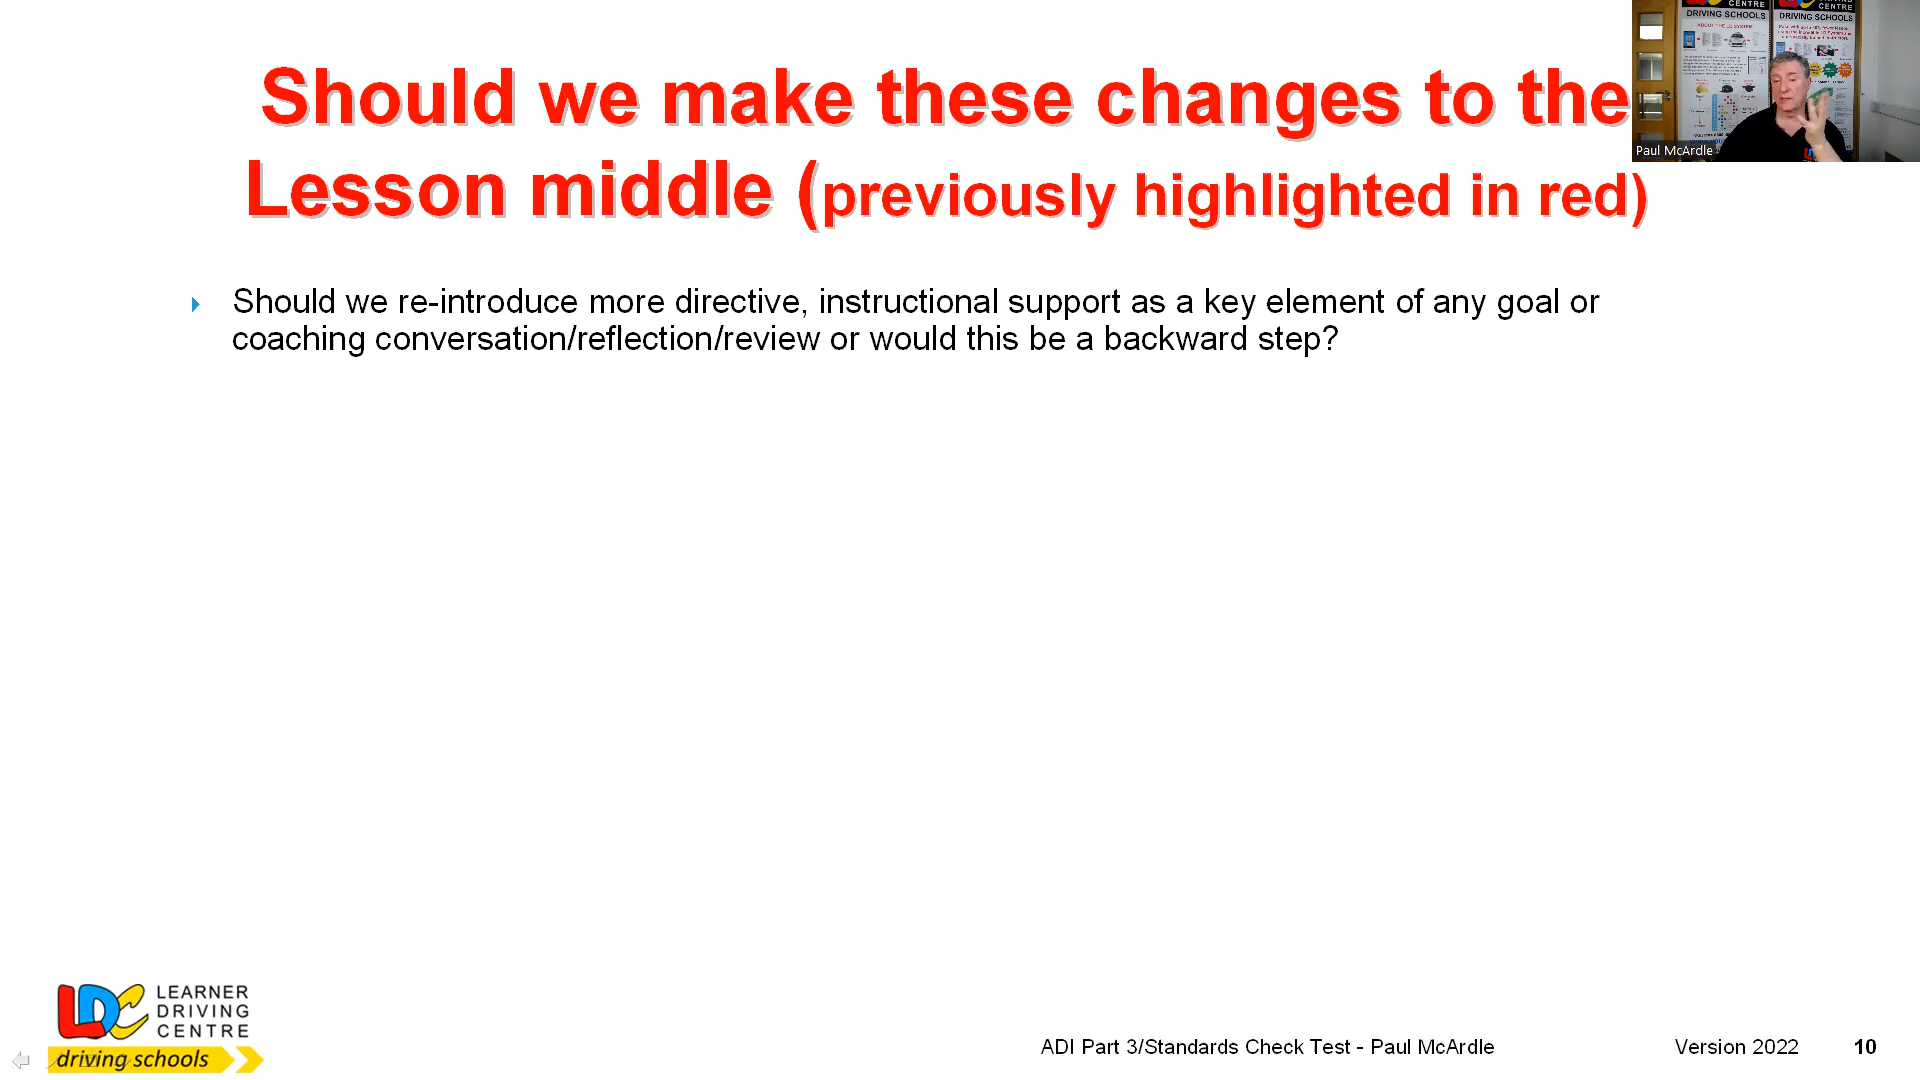 Should we make these changes to the
Lesson middle (previously highlighted in red)
CENTRE
CENTRE
DRIVING SCHOOLS
DRIVING SCHOOLS
Paul McArdle
Should we re-introduce more directive, instructional support as a key element of any goal or
coaching conversation/reflection/review or would this be a backward step?
LDC LEARNER
DRIVING
CENTRE
driving schools
ADI Part 3/Standards Check Test - Paul McArdle
Version 2022
10